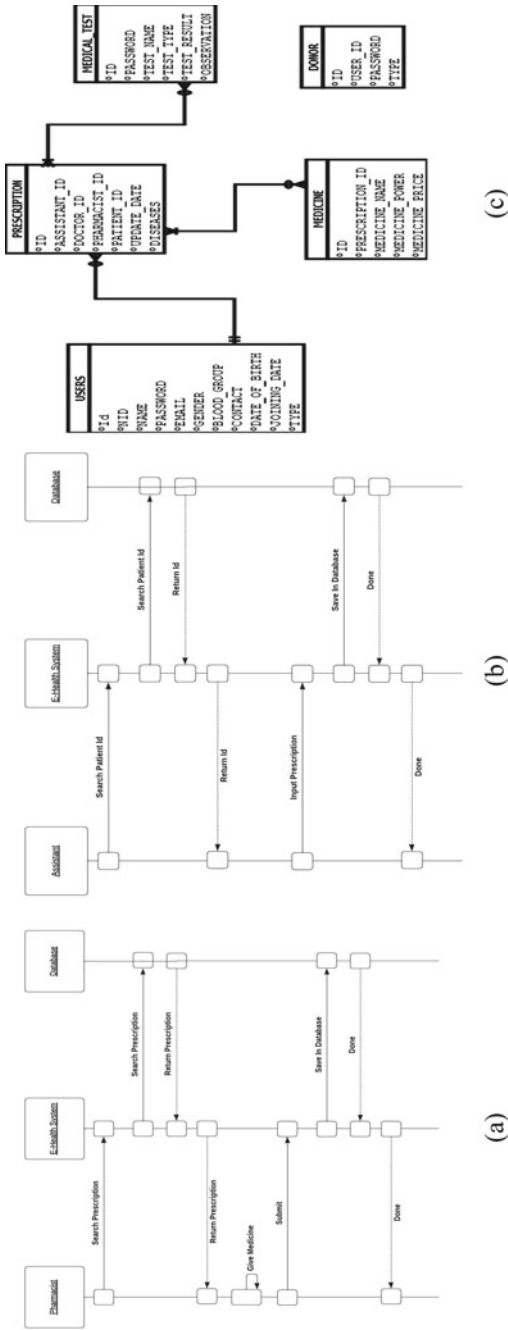 Pharmacist
E-Health System
Database
Search Prescription
Search Prescription
Return Prescription
Return Prescription
Give Medicine
Submit
Save In Database
Done
Done
(a)
Assistant
E-Health System
Database
Search Patient Id
Search Patient Id
Return Id
Return Id
Input Prescription
Save In Database
Done
Done
(b)
USERS
Id
NID
NAME
PASSWORD
EMAIL
GENDER
BLOOD_GROUP
CONTACT
DATE_OF_BIRTH
JOINING_DATE
TYPE
PRESCRIPTION
ID
ASSISTANT_ID
DOCTOR_ID
PHARMACIST_ID
PATIENT_ID
UPDATE_DATE
DISEASES
MEDICAL_TEST
ID
PASSWORD
TEST_NAME
TEST_TYPE
TEST_RESULT
OBSERVATION
MEDICINE
ID
PRESCRIPTION_ID
MEDICINE_NAME
MEDICINE_POWER
MEDICINE_PRICE
DONOR
ID
USER_ID
PASSWORD
TYPE
(c)